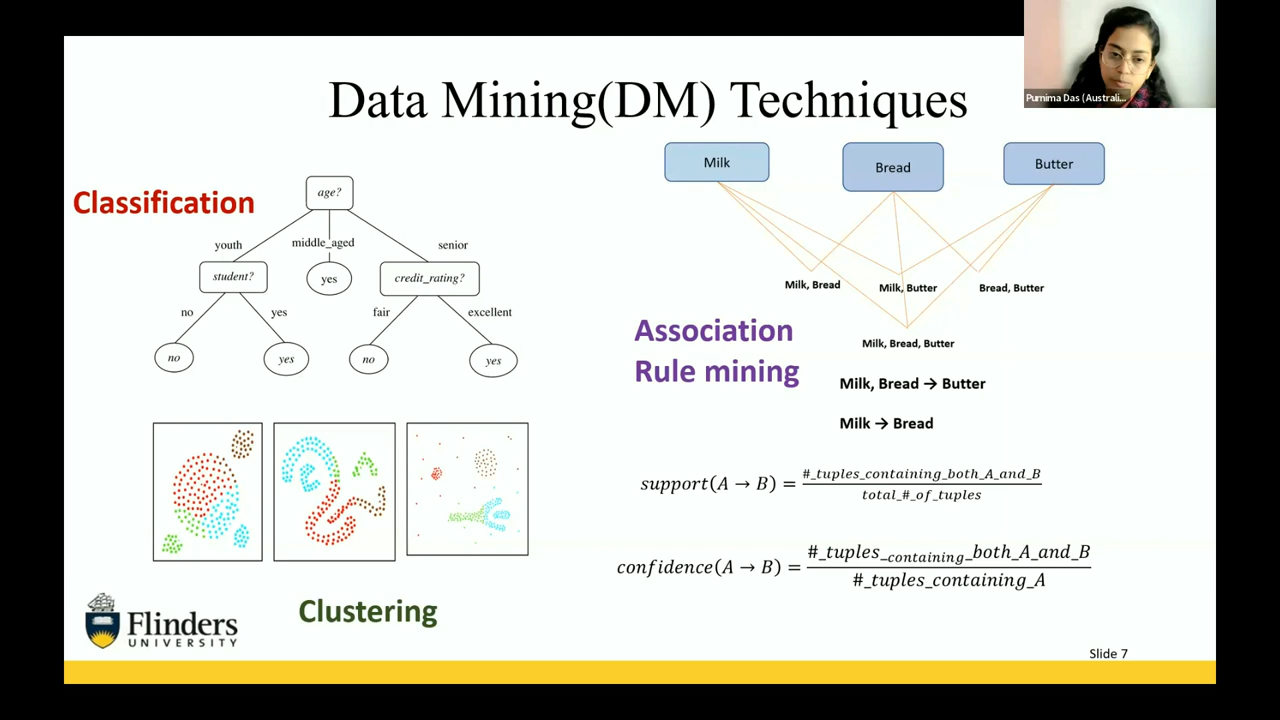 Data Mining(DM) Techniques
Purnima Das (Australi...
Classification
age?
youth
middle_aged
senior
student?
yes
credit_rating?
no
yes
fair
excellent
no
yes
no
yes
Milk
Bread
Butter
Milk, Bread
Milk, Butter
Bread, Butter
Milk, Bread, Butter
Association
Rule mining
Milk, Bread → Butter
Milk → Bread
support(A → B) = #_tuples_containing_both_A_and_B
total_#_of_tuples
confidence(A → B) = #_tuples_containing_both_A_and_B
#_tuples_containing_A
Clustering
Flinders
UNIVERSITY
Slide 7